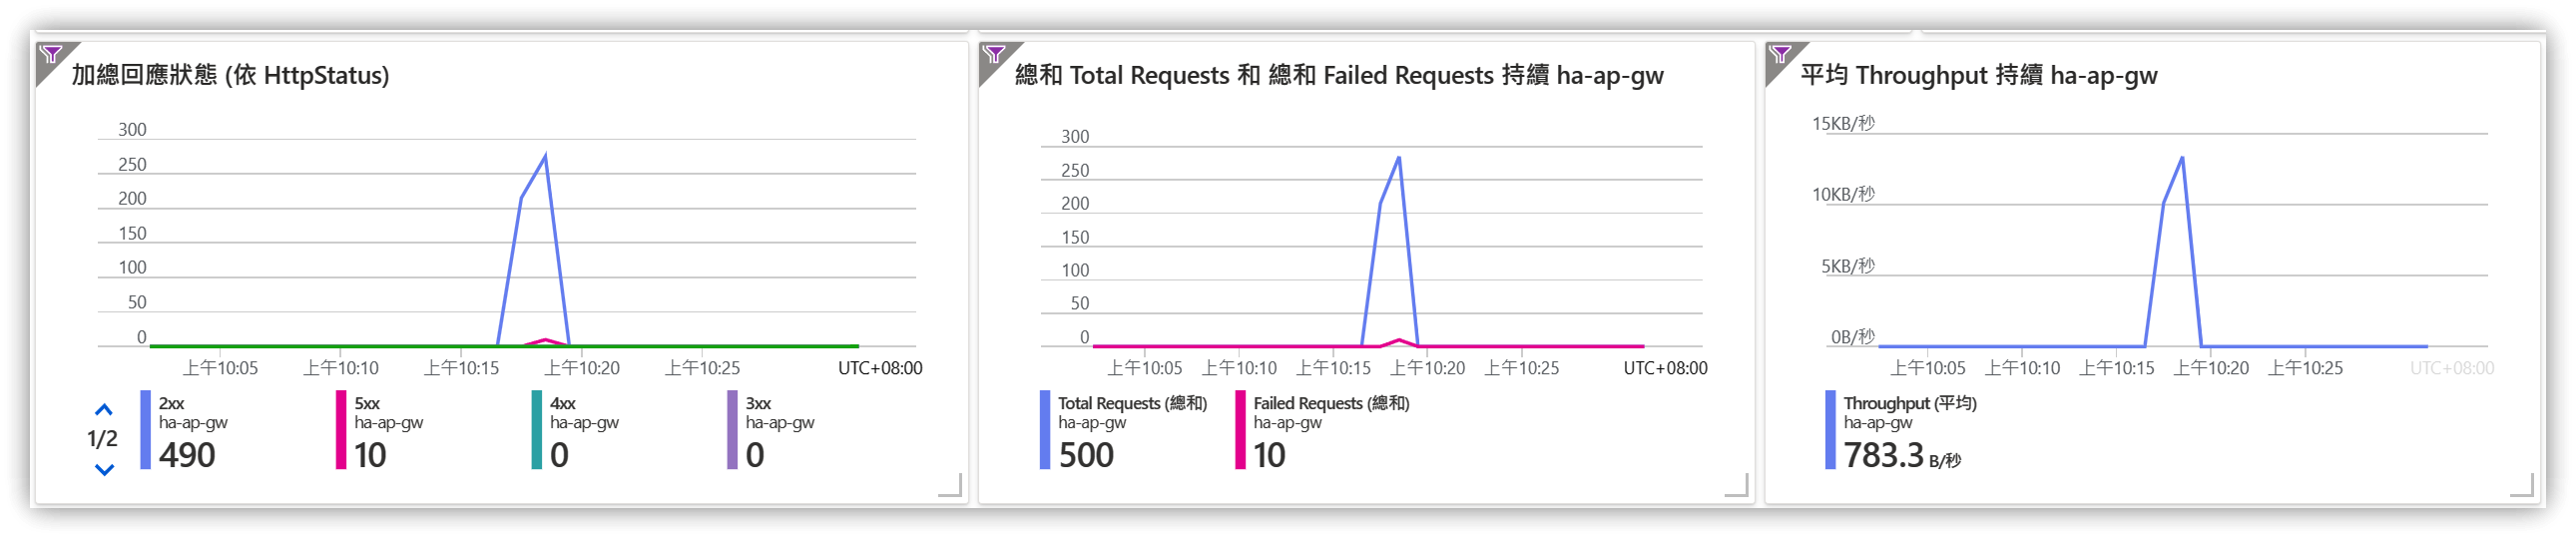 加總回應狀態 (依 HttpStatus)
300
250
200
150
100
50
0
上午10:05 上午10:10 上午10:15 上午10:20 上午10:25 UTC+08:00
1/2
2xx
ha-ap-gw
490
5xx
ha-ap-gw
10
4xx
ha-ap-gw
0
3xx
ha-ap-gw
0
總和 Total Requests 和 總和 Failed Requests 持續 ha-ap-gw
300
250
200
150
100
50
0
上午10:05 上午10:10 上午10:15 上午10:20 上午10:25 UTC+08:00
Total Requests (總和)
ha-ap-gw
500
Failed Requests (總和)
ha-ap-gw
10
平均 Throughput 持續 ha-ap-gw
15KB/秒
10KB/秒
5KB/秒
0B/秒
上午10:05 上午10:10 上午10:15 上午10:20 上午10:25 UTC+08:00
Throughput (平均)
ha-ap-gw
783.3 B/秒